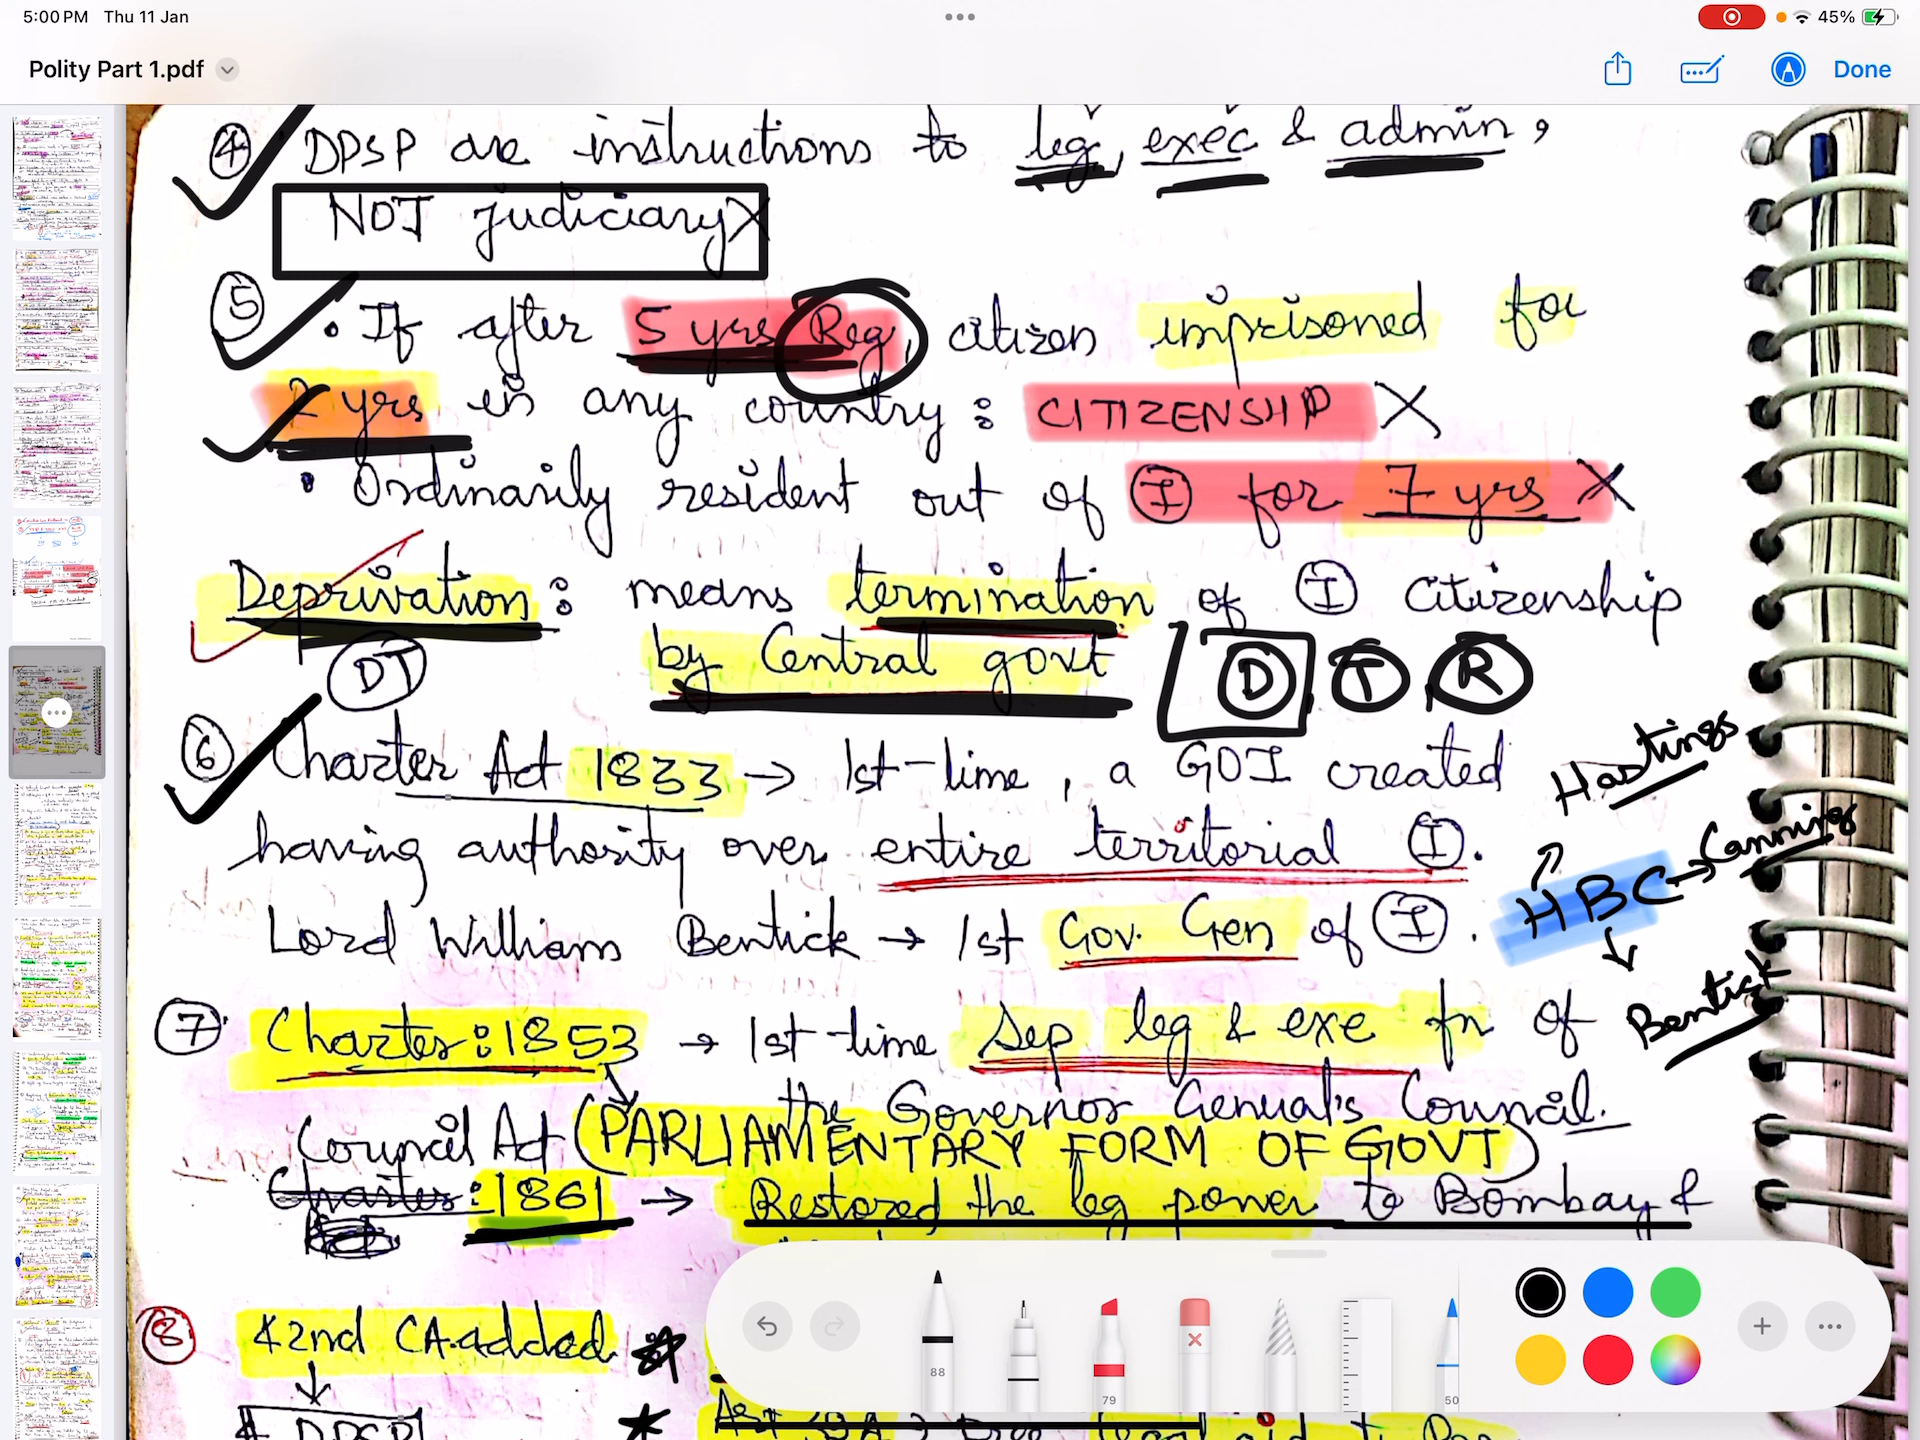 5:00 PM Thu 11 Jan
45%
Polity Part 1.pdf
Done
④ DPSP are instructions to leg, exec & admin,
NOT judiciary X
⑤ • If after 5 yrs Reg, citizen imprisoned for
2 yrs in any country : CITIZENSHIP X
• Ordinarily resident out of Ⓘ for 7 yrs X
Deprivation : means termination of Ⓘ citizenship
by Central govt
DT
D T R
⑥ Charter Act 1833 → 1st-time, a GOI created
having authority over entire territorial Ⓘ.
Lord William Bentick → 1st Gov. Gen of Ⓘ.
Hastings
HBC → Canning
Bentick
⑦ Charter : 1853 → 1st-time Sep leg & exe fn of
the Governor General's Council.
Council Act (PARLIAMENTARY FORM OF GOVT)
Charter : 1861 → Restored the leg power to Bombay &
⑧ 42nd CA added
4 DPSP
88
79
50